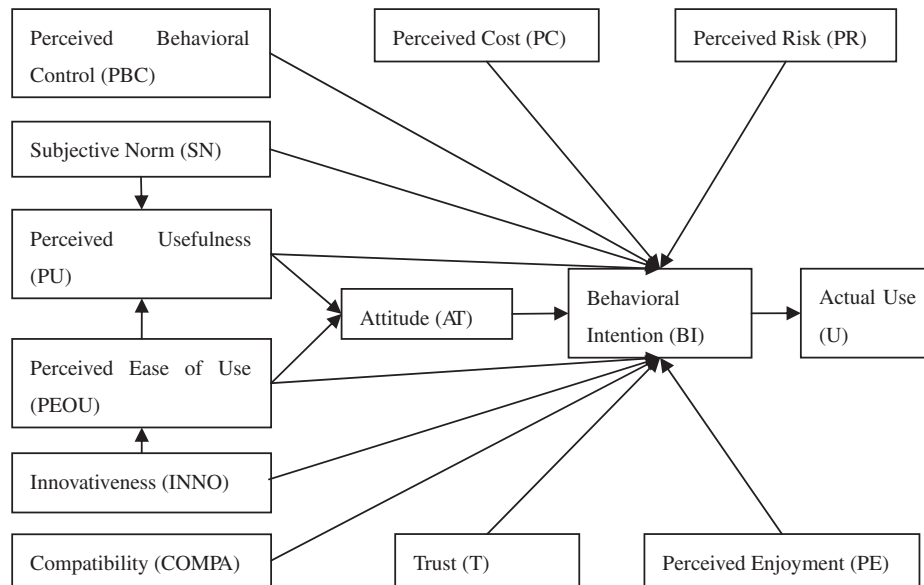 Perceived Behavioral
Control (PBC)
Perceived Cost (PC)
Perceived Risk (PR)
Subjective Norm (SN)
Perceived Usefulness
(PU)
Attitude (AT)
Behavioral
Intention (BI)
Actual Use
(U)
Perceived Ease of Use
(PEOU)
Innovativeness (INNO)
Compatibility (COMPA)
Trust (T)
Perceived Enjoyment (PE)